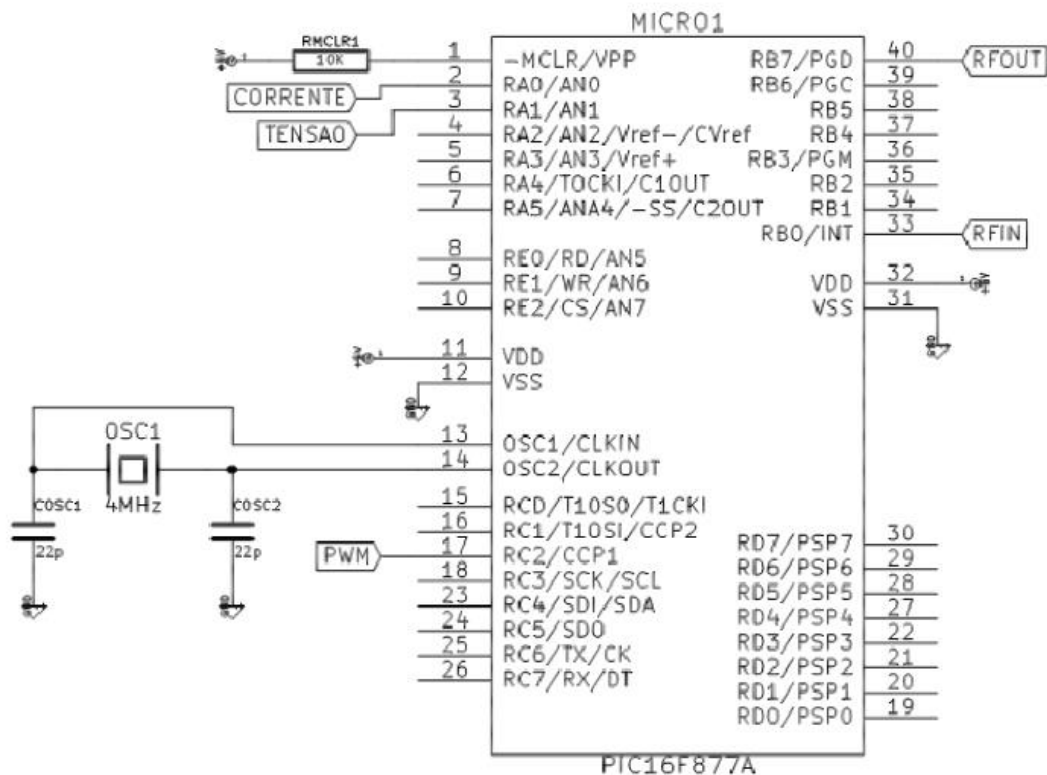 MICRO1
RMCLR1
10K
1
-MCLR/VPP
2
RA0/AN0
CORRENTE
3
RA1/AN1
TENSAO
4
RA2/AN2/Vref-/CVref
5
RA3/AN3/Vref+
6
RA4/TOCKI/C1OUT
7
RA5/ANA4/-SS/C2OUT
8
RE0/RD/AN5
9
RE1/WR/AN6
10
RE2/CS/AN7
11
VDD
12
VSS
GND
13
OSC1/CLKIN
14
OSC2/CLKOUT
OSC1
4MHz
COSC1
22p
GND
COSC2
22p
GND
15
RCD/T1OSO/T1CKI
16
RC1/T1OSI/CCP2
PWM
17
RC2/CCP1
18
RC3/SCK/SCL
23
RC4/SDI/SDA
24
RC5/SDO
25
RC6/TX/CK
26
RC7/RX/DT
RB7/PGD
40
RFOUT
RB6/PGC
39
RB5
38
RB4
37
RB3/PGM
36
RB2
35
RB1
34
RB0/INT
33
RFIN
VDD
32
VSS
31
GND
RD7/PSP7
30
RD6/PSP6
29
RD5/PSP5
28
RD4/PSP4
27
RD3/PSP3
22
RD2/PSP2
21
RD1/PSP1
20
RD0/PSP0
19
PIC16F877A